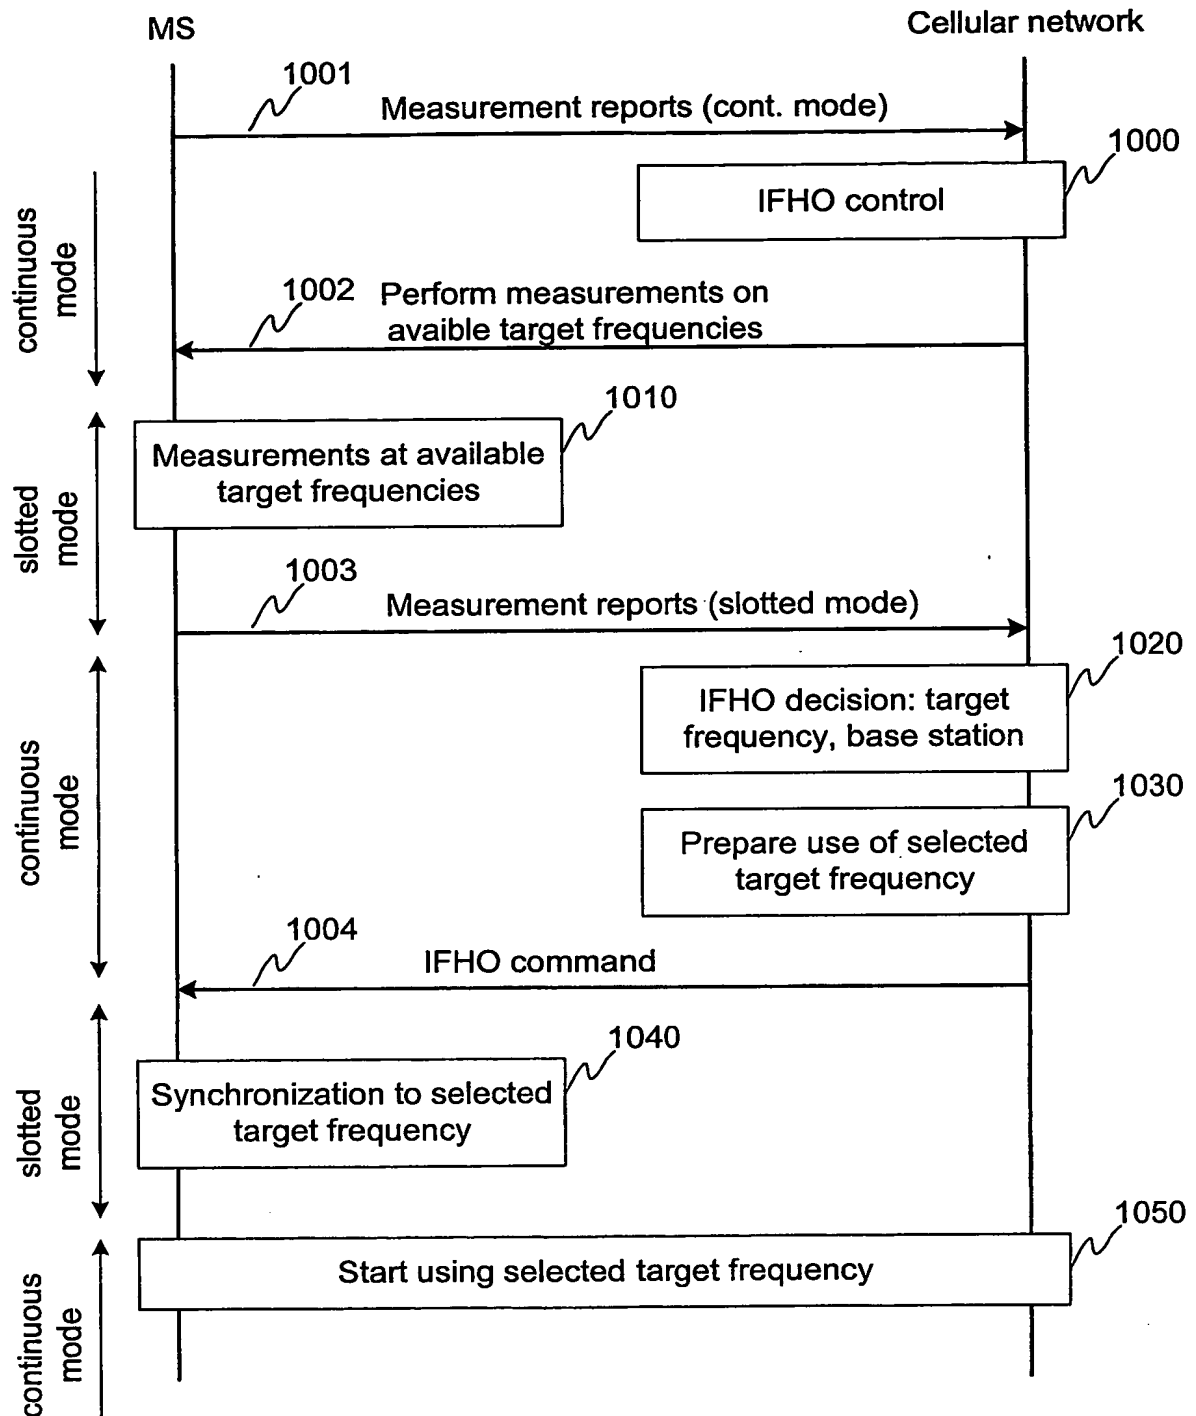 MS
Cellular network
1001
Measurement reports (cont. mode)
1000
IFHO control
continuous
mode
1002
Perform measurements on
avaible target frequencies
1010
Measurements at available
target frequencies
slotted
mode
1003
Measurement reports (slotted mode)
1020
IFHO decision: target
frequency, base station
continuous
mode
1030
Prepare use of selected
target frequency
1004
IFHO command
1040
Synchronization to selected
target frequency
slotted
mode
1050
Start using selected target frequency
continuous
mode